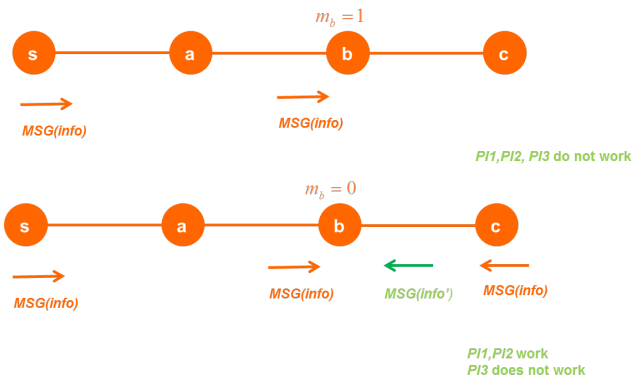 m_b = 1
s a b c
MSG(info) MSG(info)
PI1,PI2, PI3 do not work
m_b = 0
s a b c
MSG(info) MSG(info) MSG(info') MSG(info)
PI1,PI2 work
PI3 does not work